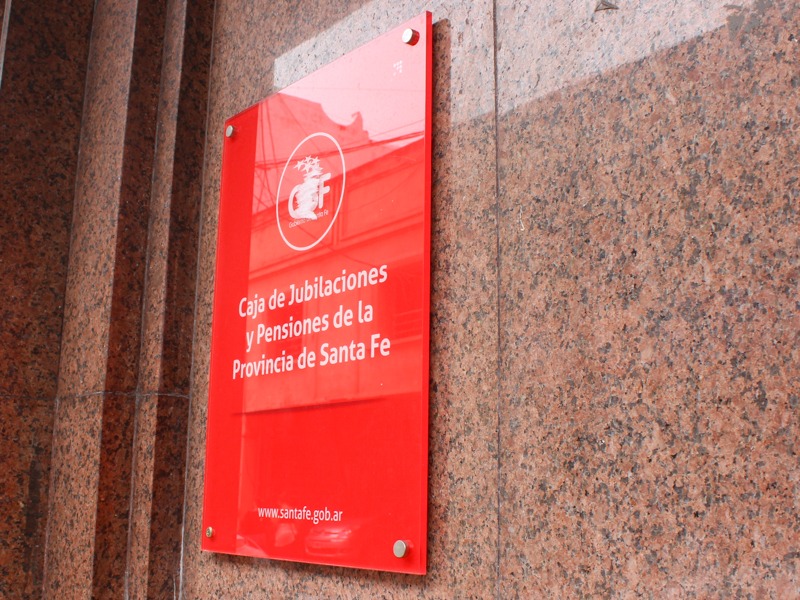 Caja de Jubilaciones
y Pensiones de la
Provincia de Santa Fe
www.santafe.gob.ar